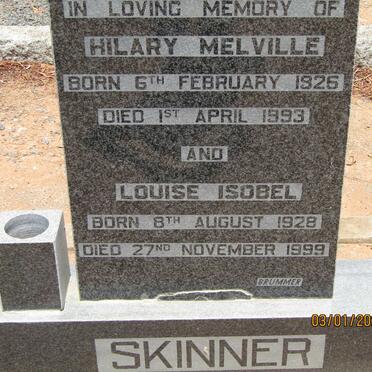 IN LOVING MEMORY OF
HILARY MELVILLE
BORN 6TH FEBRUARY 1926
DIED 1ST APRIL 1993
AND
LOUISE ISOBEL
BORN 8TH AUGUST 1928
DIED 27ND NOVEMBER 1999
BRUMMER
SKINNER